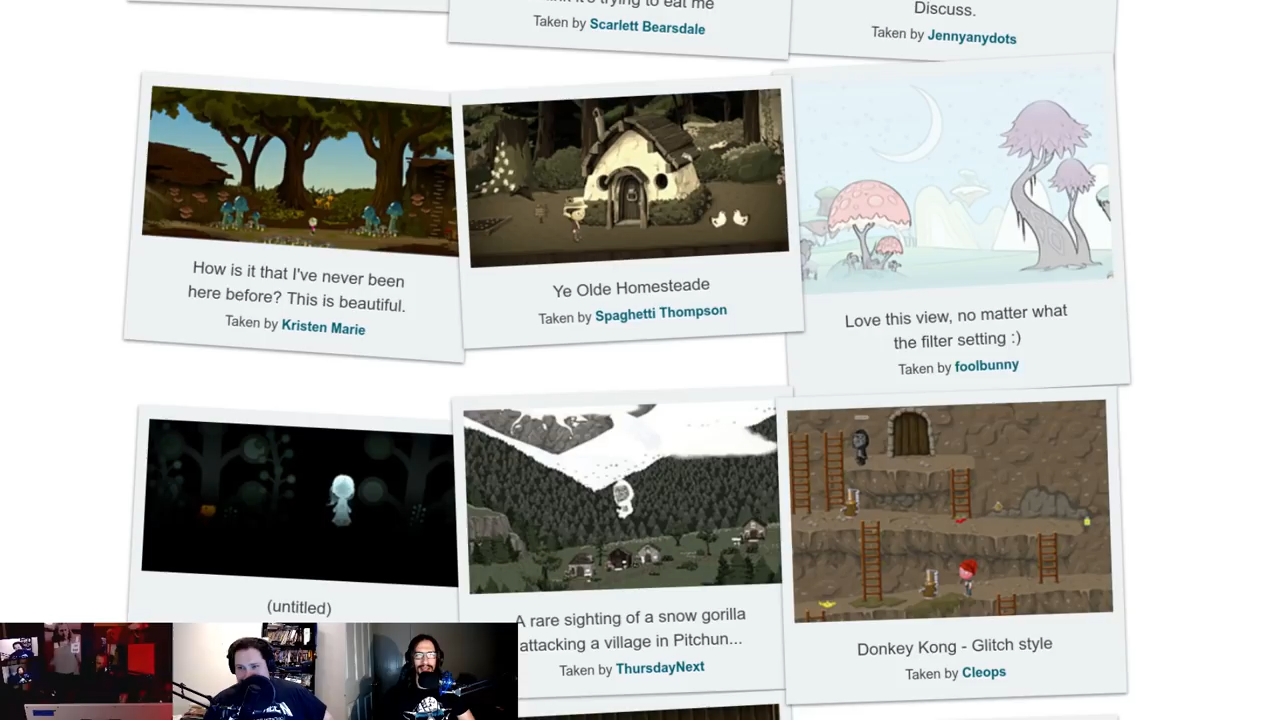 Taken by Scarlett Bearsdale
Discuss.
Taken by Jennyanydots
How is it that I've never been
here before? This is beautiful.
Taken by Kristen Marie
Ye Olde Homesteade
Taken by Spaghetti Thompson
Love this view, no matter what
the filter setting :)
Taken by foolbunny
(untitled)
A rare sighting of a snow gorilla
attacking a village in Pitchun...
Taken by ThursdayNext
Donkey Kong - Glitch style
Taken by Cleops